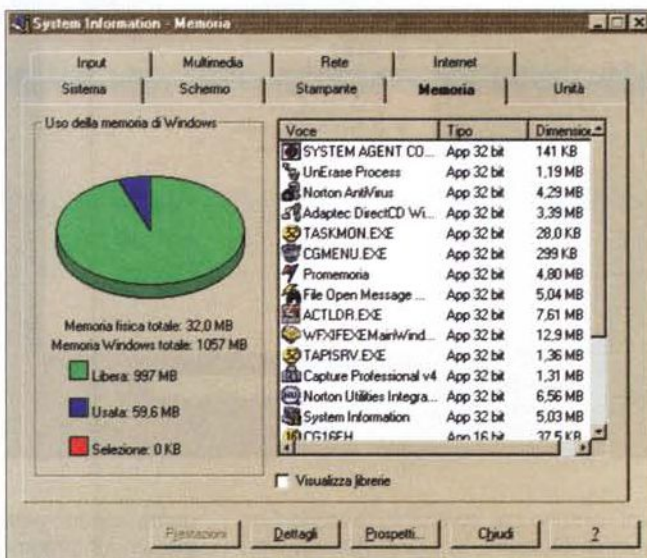 System Information - Memoria
Input Multimedia Rete Internet
Sistema Schermo Stampante Memoria Unità
Uso della memoria di Windows
Memoria fisica totale: 32,0 MB
Memoria Windows totale: 1057 MB
Libera: 997 MB
Usata: 59,6 MB
Selezione: 0 KB
Voce Tipo Dimension
SYSTEM AGENT CO... App 32 bit 141 KB
UnErase Process App 32 bit 1,19 MB
Norton AntiVirus App 32 bit 4,29 MB
Adaptec DirectCD Wi... App 32 bit 3,39 MB
TASKMON.EXE App 32 bit 28,0 KB
CGMENU.EXE App 32 bit 299 KB
Promemoria App 32 bit 4,80 MB
File Open Message ... App 32 bit 5,04 MB
ACTLDR.EXE App 32 bit 7,61 MB
WFXIFEXEMainWind... App 32 bit 12,9 MB
TAPISRV.EXE App 32 bit 1,36 MB
Capture Professional v4 App 32 bit 1,31 MB
Norton Utilities Integra... App 32 bit 6,56 MB
System Information App 32 bit 5,03 MB
CG16EH App 16 bit 37,5 KB
Visualizza librerie
Prestazioni Dettagli Prospetti... Chiudi ?